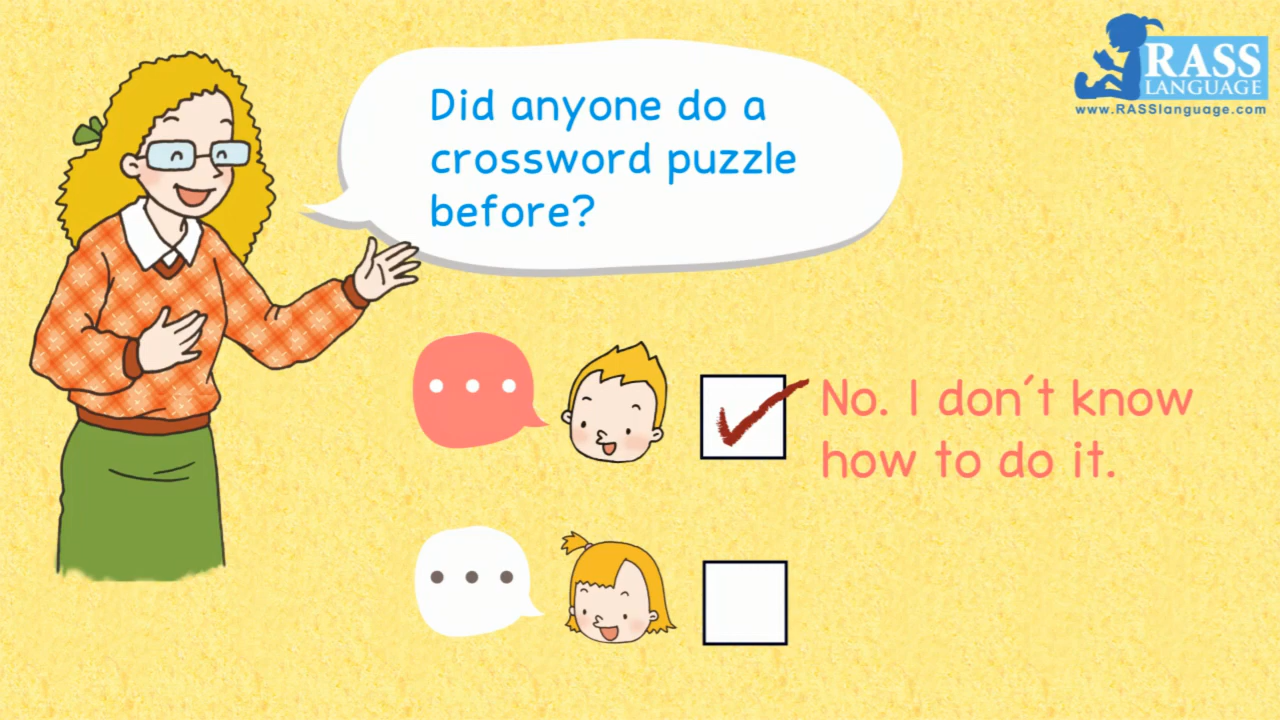 Did anyone do a
crossword puzzle
before?
No. I don't know
how to do it.
RASS
LANGUAGE
www.RASSlanguage.com